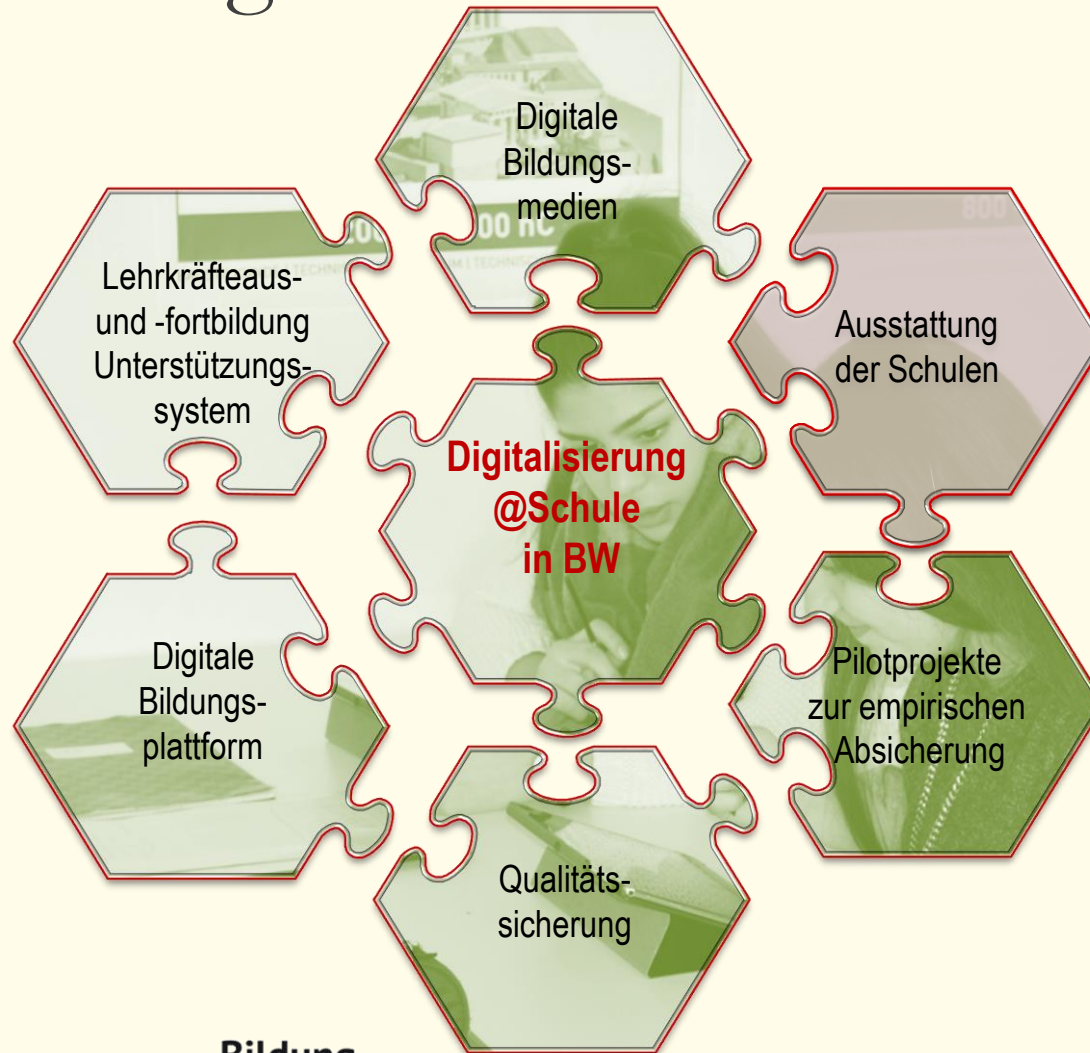 Digitale
Bildungs-
medien
Lehrkräfteaus-
und -fortbildung
Unterstützungs-
system
Ausstattung
der Schulen
800
Digitalisierung
@Schule
in BW
Digitale
Bildungs-
plattform
Pilotprojekte
zur empirischen
Absicherung
Qualitäts-
sicherung
Bildung